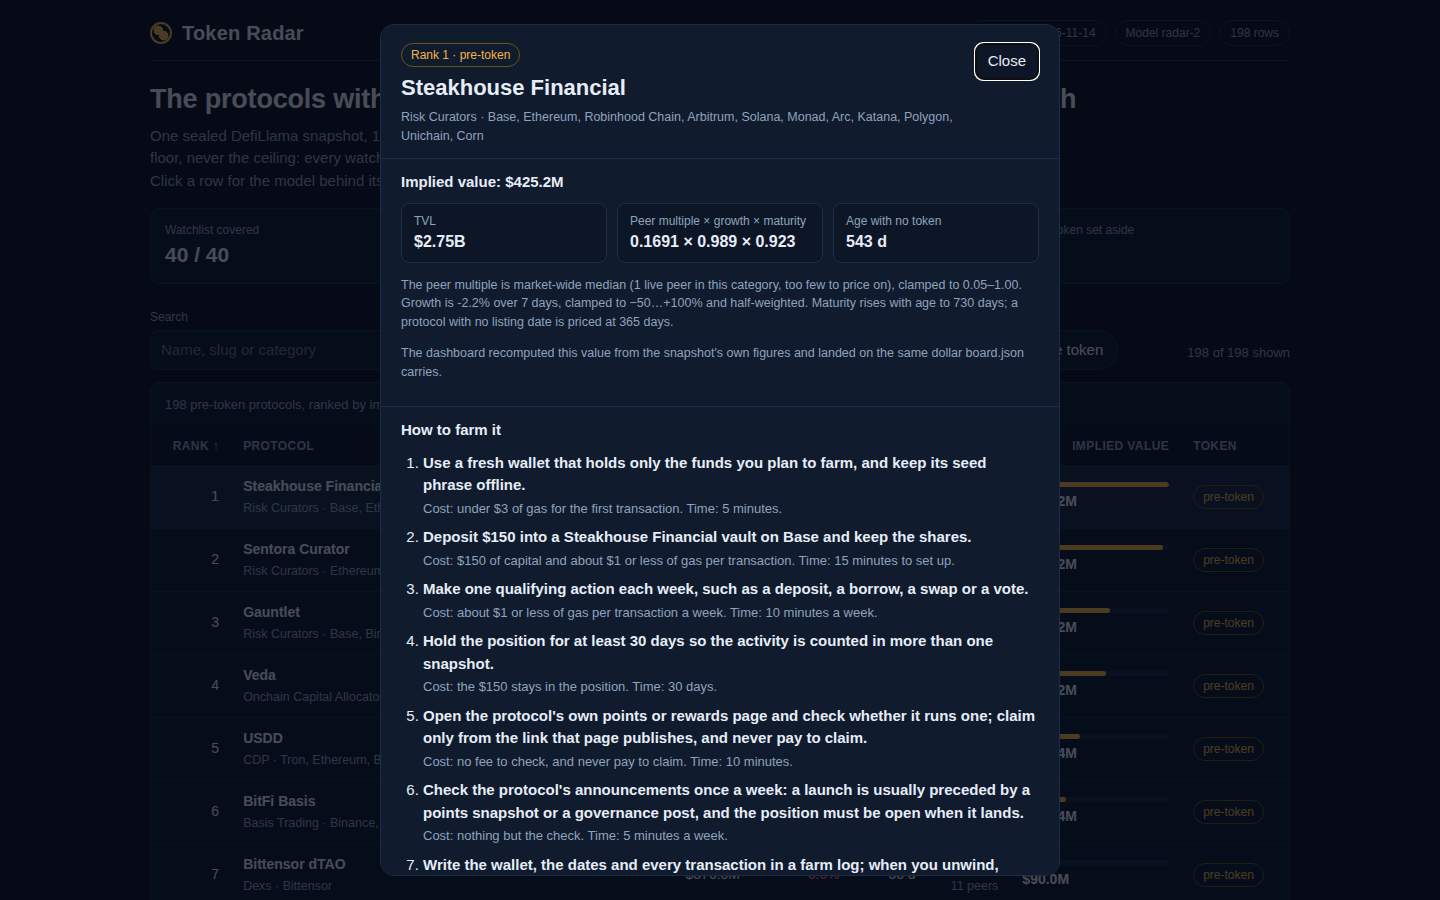 Token Radar
5-11-14
Model radar-2
198 rows
Rank 1 · pre-token
Close
Steakhouse Financial
Risk Curators · Base, Ethereum, Robinhood Chain, Arbitrum, Solana, Monad, Arc, Katana, Polygon,
Unichain, Corn
The protocols with
One sealed DefiLlama snapshot, 1
floor, never the ceiling: every watch
Click a row for the model behind its
Implied value: $425.2M
TVL
$2.75B
Peer multiple × growth × maturity
0.1691 × 0.989 × 0.923
Age with no token
543 d
Watchlist covered
40 / 40
oken set aside
The peer multiple is market-wide median (1 live peer in this category, too few to price on), clamped to 0.05–1.00.
Growth is -2.2% over 7 days, clamped to −50…+100% and half-weighted. Maturity rises with age to 730 days; a
protocol with no listing date is priced at 365 days.
The dashboard recomputed this value from the snapshot's own figures and landed on the same dollar board.json
carries.
Search
Name, slug or category
token
198 of 198 shown
198 pre-token protocols, ranked by im
RANK ↑
PROTOCOL
IMPLIED VALUE
TOKEN
How to farm it
1. Use a fresh wallet that holds only the funds you plan to farm, and keep its seed
phrase offline.
Cost: under $3 of gas for the first transaction. Time: 5 minutes.
2. Deposit $150 into a Steakhouse Financial vault on Base and keep the shares.
Cost: $150 of capital and about $1 or less of gas per transaction. Time: 15 minutes to set up.
3. Make one qualifying action each week, such as a deposit, a borrow, a swap or a vote.
Cost: about $1 or less of gas per transaction a week. Time: 10 minutes a week.
4. Hold the position for at least 30 days so the activity is counted in more than one
snapshot.
Cost: the $150 stays in the position. Time: 30 days.
5. Open the protocol's own points or rewards page and check whether it runs one; claim
only from the link that page publishes, and never pay to claim.
Cost: no fee to check, and never pay to claim. Time: 10 minutes.
6. Check the protocol's announcements once a week: a launch is usually preceded by a
points snapshot or a governance post, and the position must be open when it lands.
Cost: nothing but the check. Time: 5 minutes a week.
7. Write the wallet, the dates and every transaction in a farm log; when you unwind,
1
Steakhouse Financia
Risk Curators · Base, Eth
2M
pre-token
2
Sentora Curator
Risk Curators · Ethereum
2M
pre-token
3
Gauntlet
Risk Curators · Base, Bin
2M
pre-token
4
Veda
Onchain Capital Allocato
2M
pre-token
5
USDD
CDP · Tron, Ethereum, B
4M
pre-token
6
BitFi Basis
Basis Trading · Binance,
4M
pre-token
7
Bittensor dTAO
Dexs · Bittensor
11 peers
$90.0M
pre-token